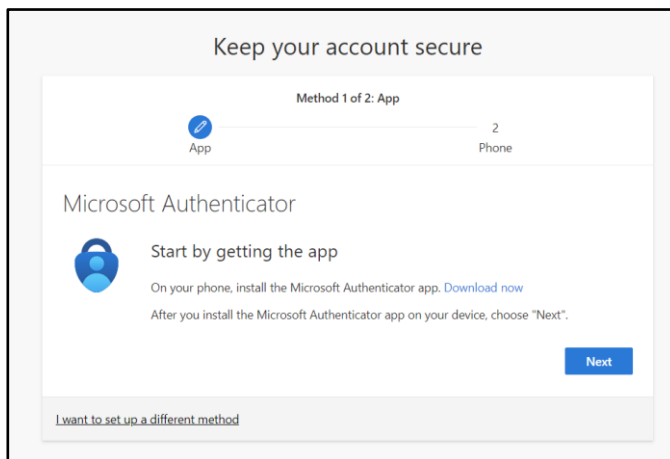 Keep your account secure
Method 1 of 2: App
2
App
Phone
Microsoft Authenticator
Start by getting the app
On your phone, install the Microsoft Authenticator app. Download now
After you install the Microsoft Authenticator app on your device, choose "Next".
Next
I want to set up a different method